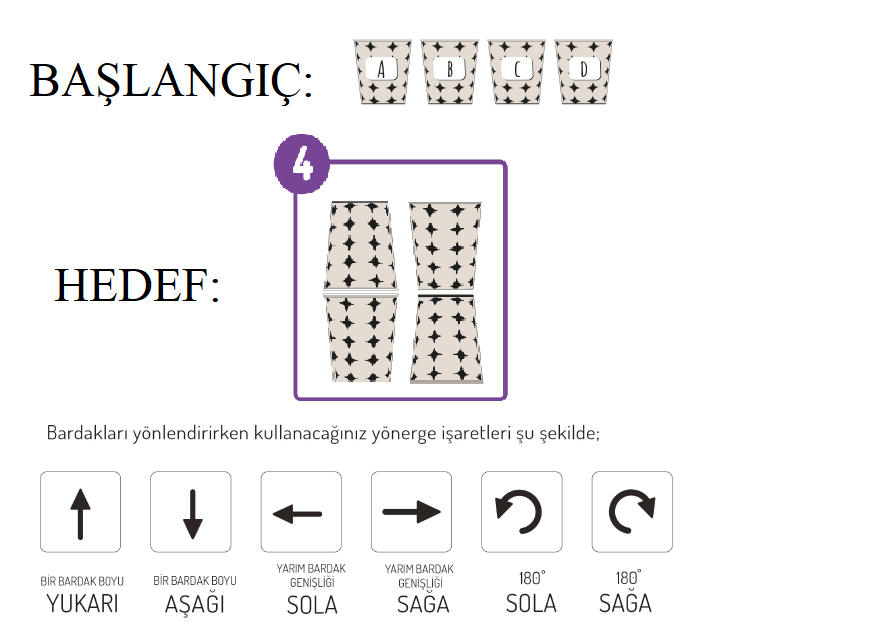 BAŞLANGIÇ:
A B C D
4
HEDEF:
Bardakları yönlendirirken kullanacağınız yönerge işaretleri şu şekilde;
BİR BARDAK BOYU
YUKARI
BİR BARDAK BOYU
AŞAĞI
YARIM BARDAK
GENİŞLİĞİ
SOLA
YARIM BARDAK
GENİŞLİĞİ
SAĞA
180°
SOLA
180°
SAĞA